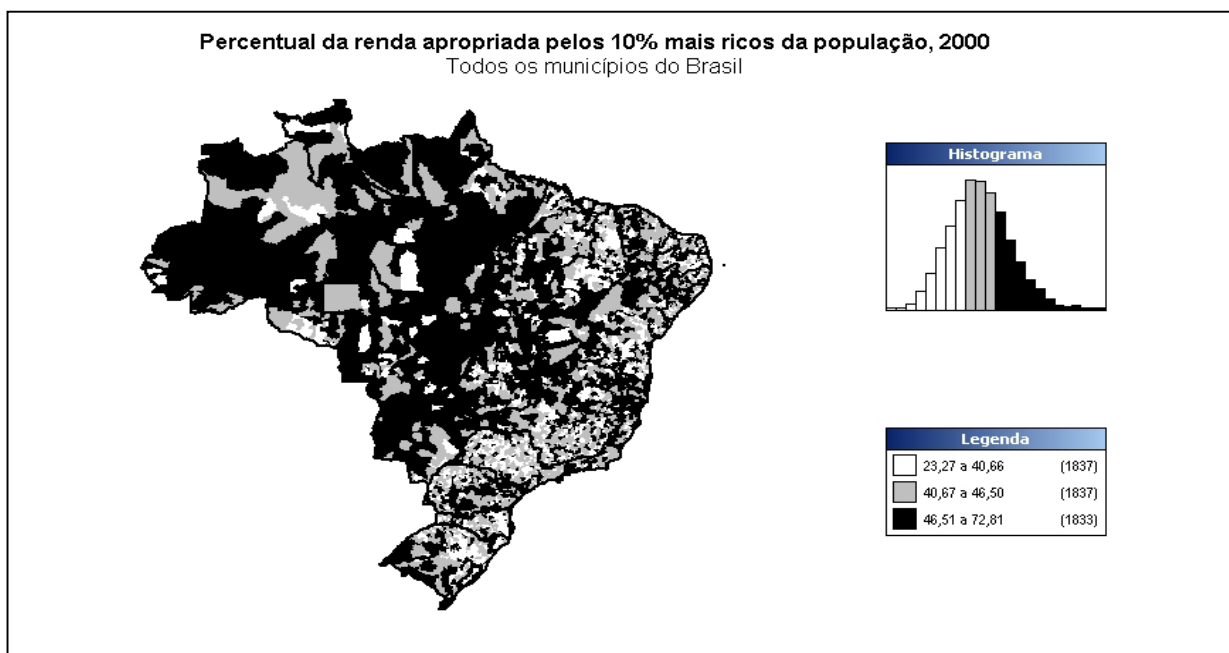 Percentual da renda apropriada pelos 10% mais ricos da população, 2000
Todos os municípios do Brasil
Histograma
Legenda
23,27 a 40,66 (1837)
40,67 a 46,50 (1837)
46,51 a 72,81 (1833)